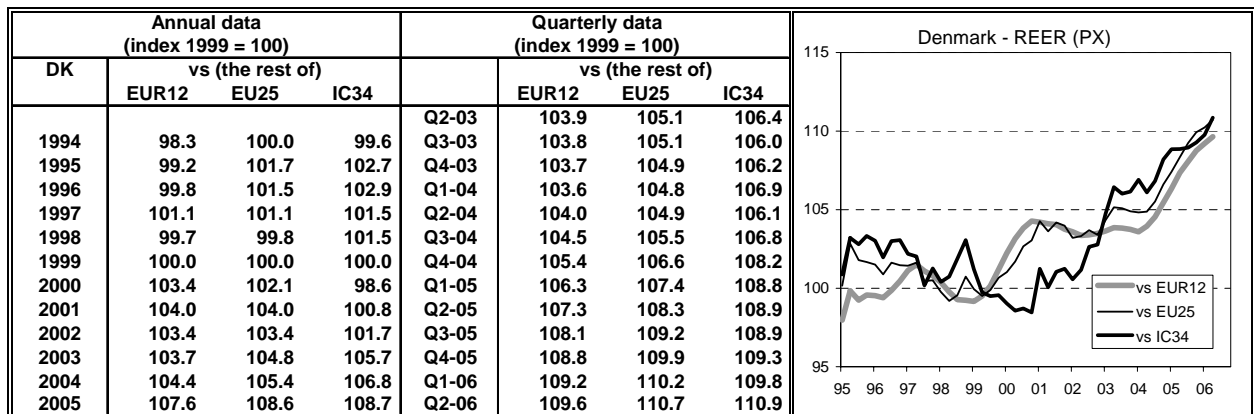 Annual data
(index 1999 = 100)
Quarterly data
(index 1999 = 100)
DK vs (the rest of) vs (the rest of)
EUR12 EU25 IC34 EUR12 EU25 IC34
Q2-03 103.9 105.1 106.4
1994 98.3 100.0 99.6 Q3-03 103.8 105.1 106.0
1995 99.2 101.7 102.7 Q4-03 103.7 104.9 106.2
1996 99.8 101.5 102.9 Q1-04 103.6 104.8 106.9
1997 101.1 101.1 101.5 Q2-04 104.0 104.9 106.1
1998 99.7 99.8 101.5 Q3-04 104.5 105.5 106.8
1999 100.0 100.0 100.0 Q4-04 105.4 106.6 108.2
2000 103.4 102.1 98.6 Q1-05 106.3 107.4 108.8
2001 104.0 104.0 100.8 Q2-05 107.3 108.3 108.9
2002 103.4 103.4 101.7 Q3-05 108.1 109.2 108.9
2003 103.7 104.8 105.7 Q4-05 108.8 109.9 109.3
2004 104.4 105.4 106.8 Q1-06 109.2 110.2 109.8
2005 107.6 108.6 108.7 Q2-06 109.6 110.7 110.9
Denmark - REER (PX)
115
110
105
100
95
95 96 97 98 99 00 01 02 03 04 05 06
vs EUR12
vs EU25
vs IC34